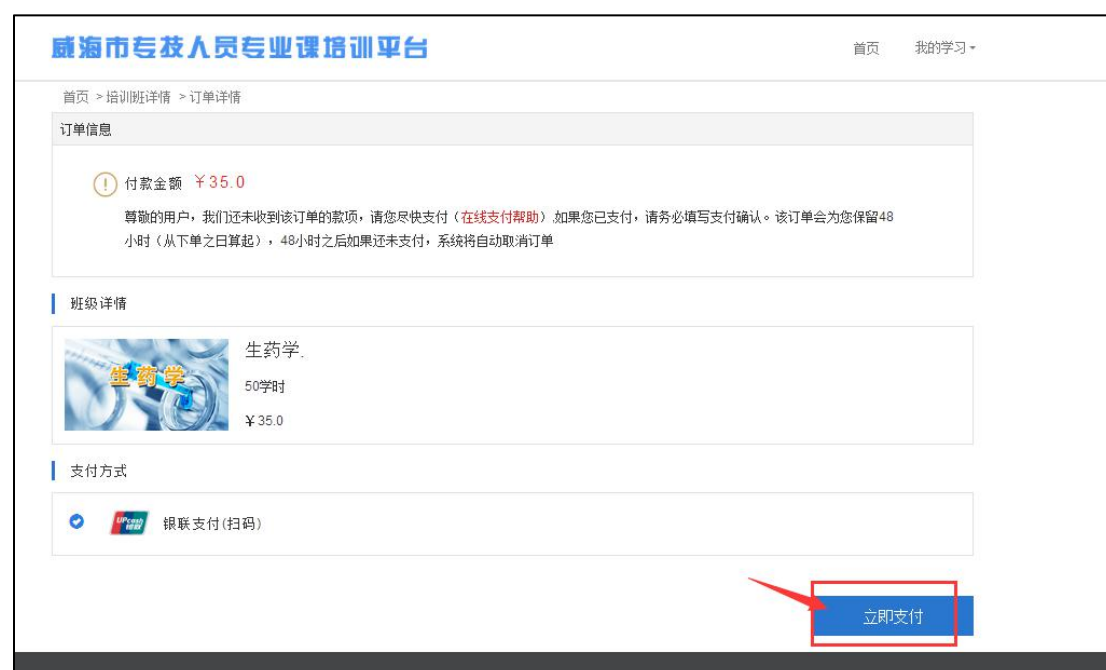 威海市专技人员专业课培训平台
首页 我的学习
首页 >培训班详情 >订单详情
订单信息
付款金额 ￥35.0
尊敬的用户，我们还未收到该订单的款项，请您尽快支付（在线支付帮助）.如果您已支付，请务必填写支付确认。该订单会为您保留48
小时（从下单之日算起），48小时之后如果还未支付，系统将自动取消订单
班级详情
生药学
生药学.
50学时
￥35.0
支付方式
UPcash
银联
银联支付(扫码)
立即支付